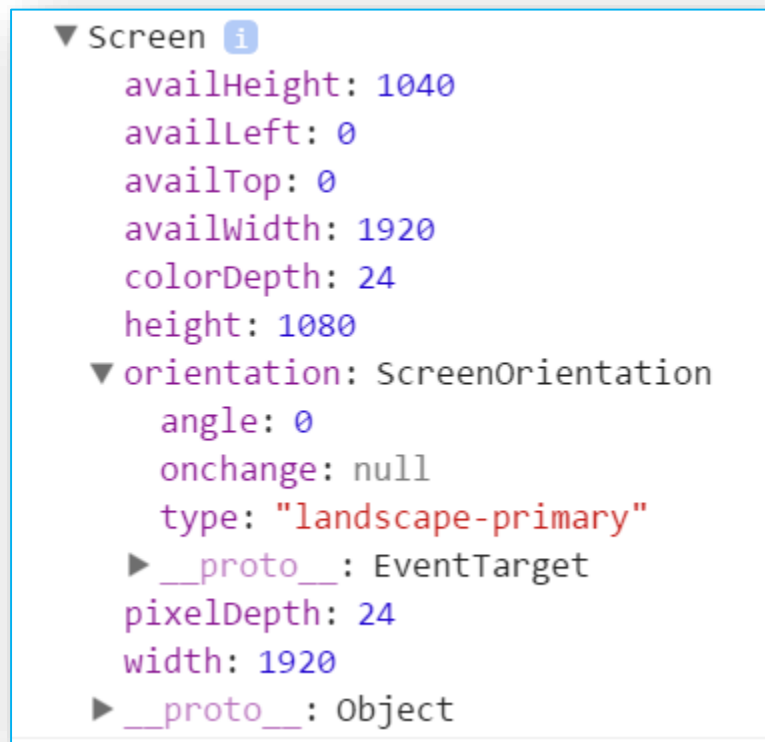 ▼ Screen i
availHeight: 1040
availLeft: 0
availTop: 0
availWidth: 1920
colorDepth: 24
height: 1080
▼ orientation: ScreenOrientation
angle: 0
onchange: null
type: "landscape-primary"
▶ __proto__: EventTarget
pixelDepth: 24
width: 1920
▶ __proto__: Object